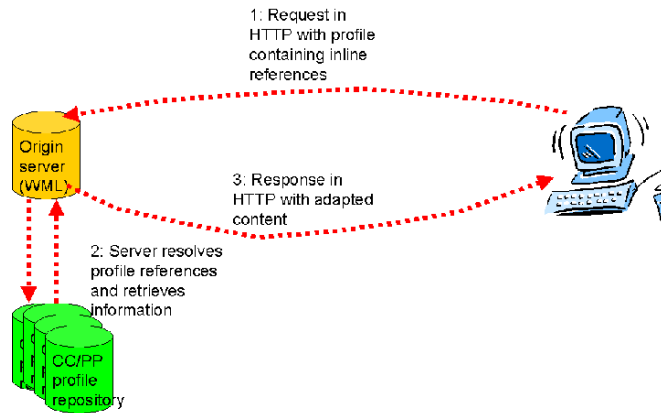 1: Request in
HTTP with profile
containing inline
references
Origin
server
(WML)
3: Response in
HTTP with adapted
content
2: Server resolves
profile references
and retrieves
information
CC/PP
profile
repository